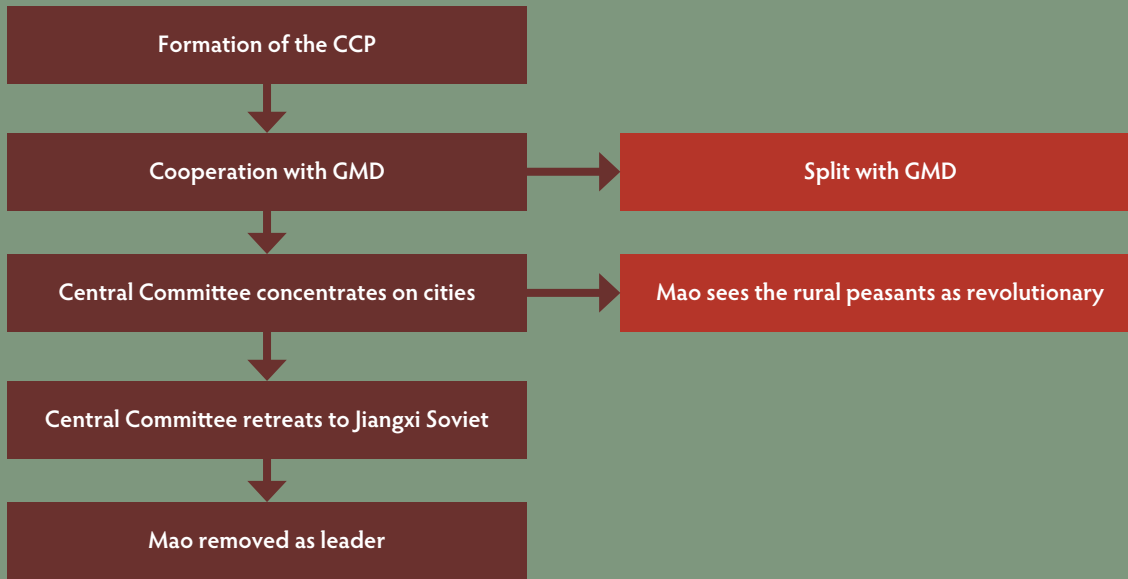 Formation of the CCP
Cooperation with GMD
Split with GMD
Central Committee concentrates on cities
Mao sees the rural peasants as revolutionary
Central Committee retreats to Jiangxi Soviet
Mao removed as leader